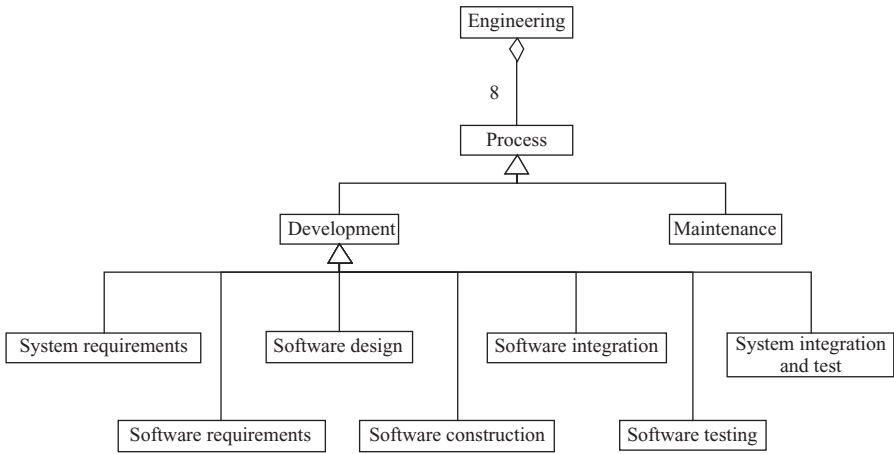 Engineering
8
Process
Development
Maintenance
System requirements
Software design
Software integration
System integration
and test
Software requirements
Software construction
Software testing